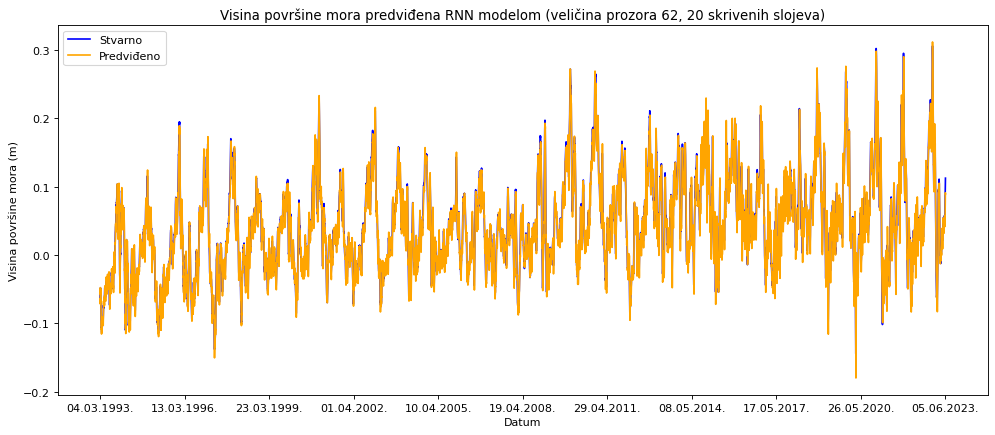 Visina površine mora predviđena RNN modelom (veličina prozora 62, 20 skrivenih slojeva)
Stvarno
Predviđeno
Visina površine mora (m)
0.3
0.2
0.1
0.0
−0.1
−0.2
04.03.1993. 13.03.1996. 23.03.1999. 01.04.2002. 10.04.2005. 19.04.2008. 29.04.2011. 08.05.2014. 17.05.2017. 26.05.2020. 05.06.2023.
Datum